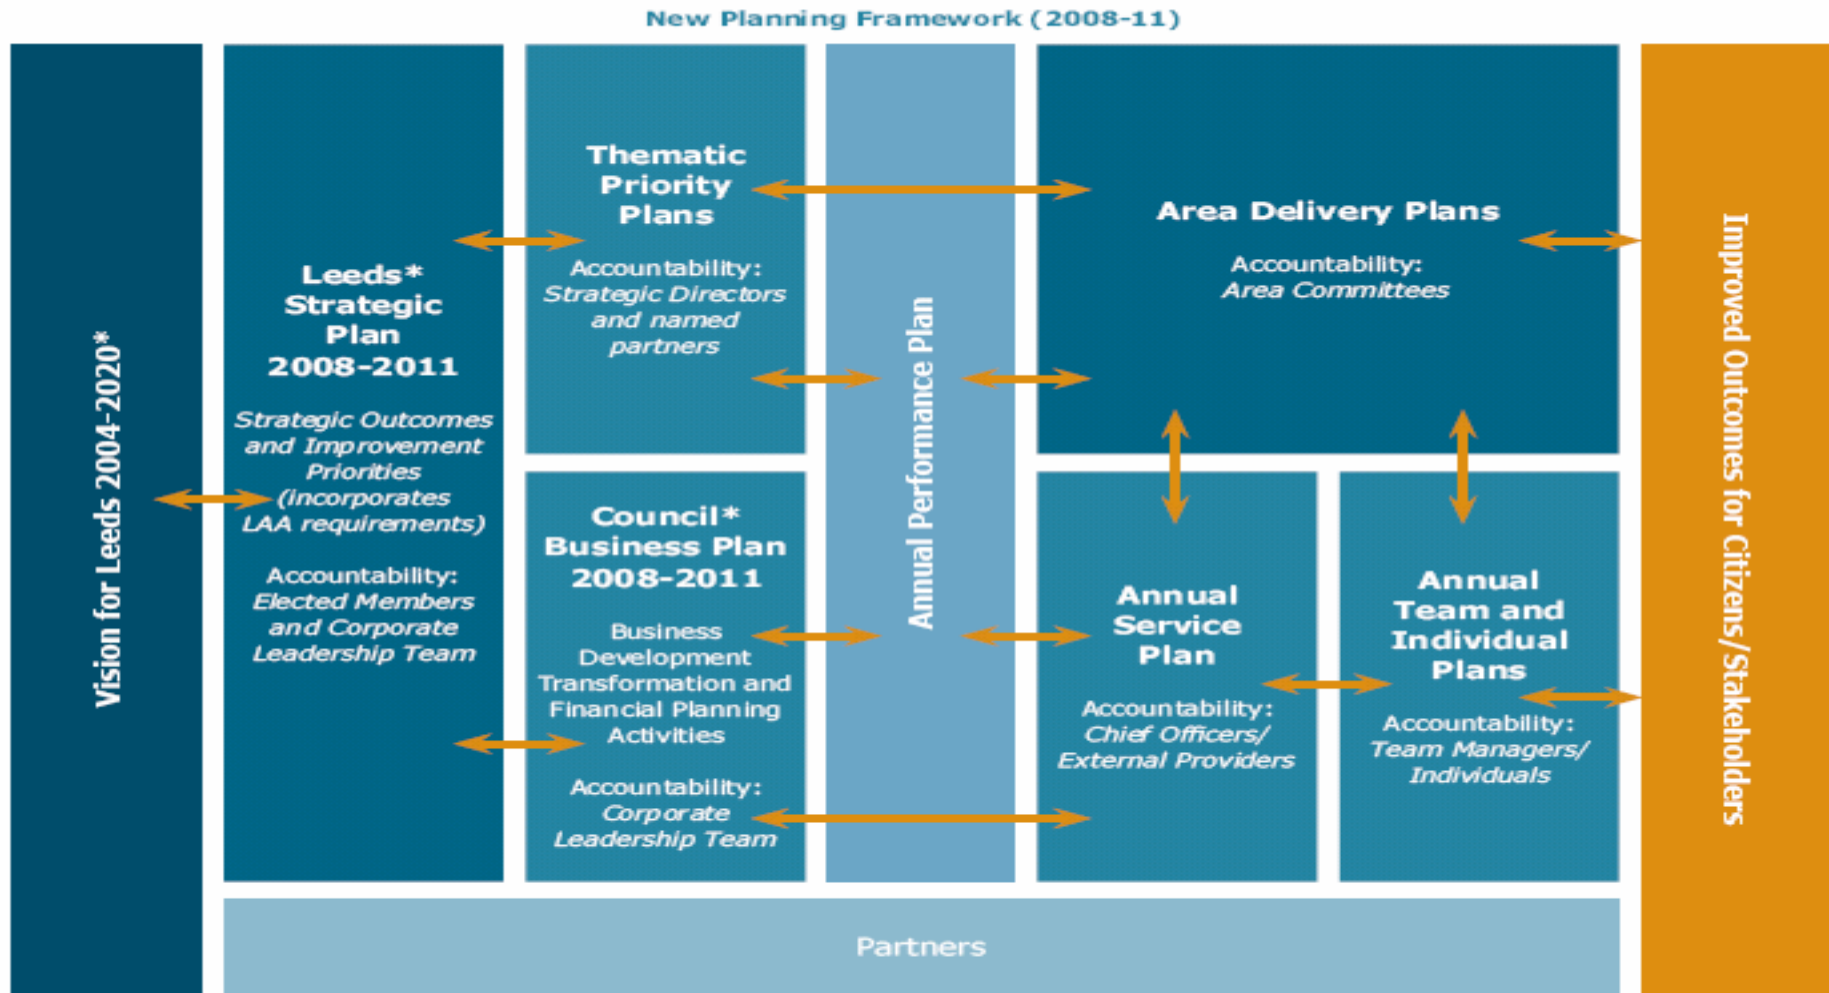 New Planning Framework (2008-11)
Vision for Leeds 2004-2020*
Leeds*
Strategic
Plan
2008-2011
Strategic Outcomes
and Improvement
Priorities
(incorporates
LAA requirements)
Accountability:
Elected Members
and Corporate
Leadership Team
Thematic
Priority
Plans
Accountability:
Strategic Directors
and named
partners
Council*
Business Plan
2008-2011
Business
Development
Transformation and
Financial Planning
Activities
Accountability:
Corporate
Leadership Team
Annual Performance Plan
Area Delivery Plans
Accountability:
Area Committees
Annual
Service
Plan
Accountability:
Chief Officers/
External Providers
Annual
Team and
Individual
Plans
Accountability:
Team Managers/
Individuals
Improved Outcomes for Citizens/Stakeholders
Partners